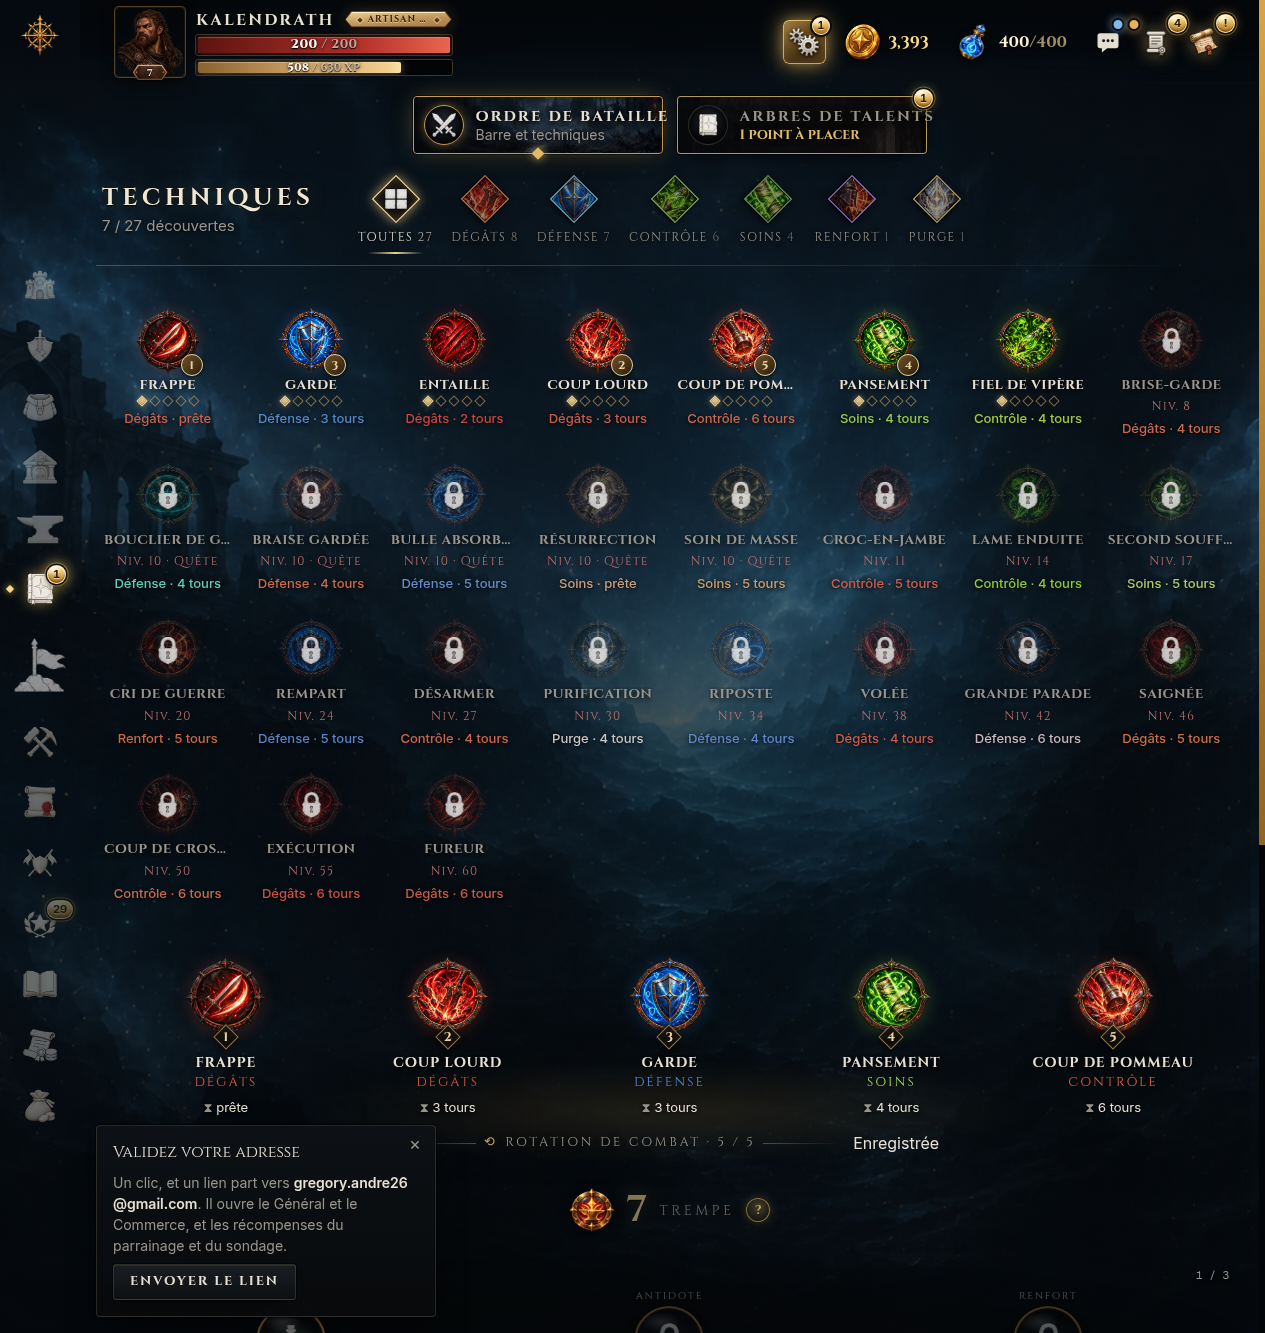 KALENDRATH
ARTISAN ...
200 / 200
7
508 / 630 XP
1
3,393
400/400
4
!
ORDRE DE BATAILLE
Barre et techniques
ARBRES DE TALENTS
1 POINT À PLACER
1
TECHNIQUES
7 / 27 découvertes
TOUTES 27
DÉGÂTS 8
DÉFENSE 7
CONTRÔLE 6
SOINS 4
RENFORT 1
PURGE 1
1
3
2
5
4
FRAPPE
GARDE
ENTAILLE
COUP LOURD
COUP DE POM...
PANSEMENT
FIEL DE VIPÈRE
BRISE-GARDE
NIV. 8
Dégâts · prête
Défense · 3 tours
Dégâts · 2 tours
Dégâts · 3 tours
Contrôle · 6 tours
Soins · 4 tours
Contrôle · 4 tours
Dégâts · 4 tours
BOUCLIER DE G...
BRAISE GARDÉE
BULLE ABSORB...
RÉSURRECTION
SOIN DE MASSE
CROC-EN-JAMBE
LAME ENDUITE
SECOND SOUFF...
NIV. 10 · QUÊTE
NIV. 10 · QUÊTE
NIV. 10 · QUÊTE
NIV. 10 · QUÊTE
NIV. 10 · QUÊTE
NIV. 11
NIV. 14
NIV. 17
Défense · 4 tours
Défense · 4 tours
Défense · 5 tours
Soins · prête
Soins · 5 tours
Contrôle · 5 tours
Contrôle · 4 tours
Soins · 5 tours
1
CRI DE GUERRE
REMPART
DÉSARMER
PURIFICATION
RIPOSTE
VOLÉE
GRANDE PARADE
SAIGNÉE
NIV. 20
NIV. 24
NIV. 27
NIV. 30
NIV. 34
NIV. 38
NIV. 42
NIV. 46
Renfort · 5 tours
Défense · 5 tours
Contrôle · 4 tours
Purge · 4 tours
Défense · 4 tours
Dégâts · 4 tours
Défense · 6 tours
Dégâts · 5 tours
COUP DE CROS...
EXÉCUTION
FUREUR
NIV. 50
NIV. 55
NIV. 60
Contrôle · 6 tours
Dégâts · 6 tours
Dégâts · 6 tours
29
1
2
3
4
5
FRAPPE
COUP LOURD
GARDE
PANSEMENT
COUP DE POMMEAU
DÉGÂTS
DÉGÂTS
DÉFENSE
SOINS
CONTRÔLE
prête
3 tours
3 tours
4 tours
6 tours
ROTATION DE COMBAT · 5 / 5
Enregistrée
VALIDEZ VOTRE ADRESSE
×
Un clic, et un lien part vers gregory.andre26
@gmail.com. Il ouvre le Général et le
Commerce, et les récompenses du
parrainage et du sondage.
ENVOYER LE LIEN
7 TREMPE ?
1 / 3
ANTIDOTE
RENFORT